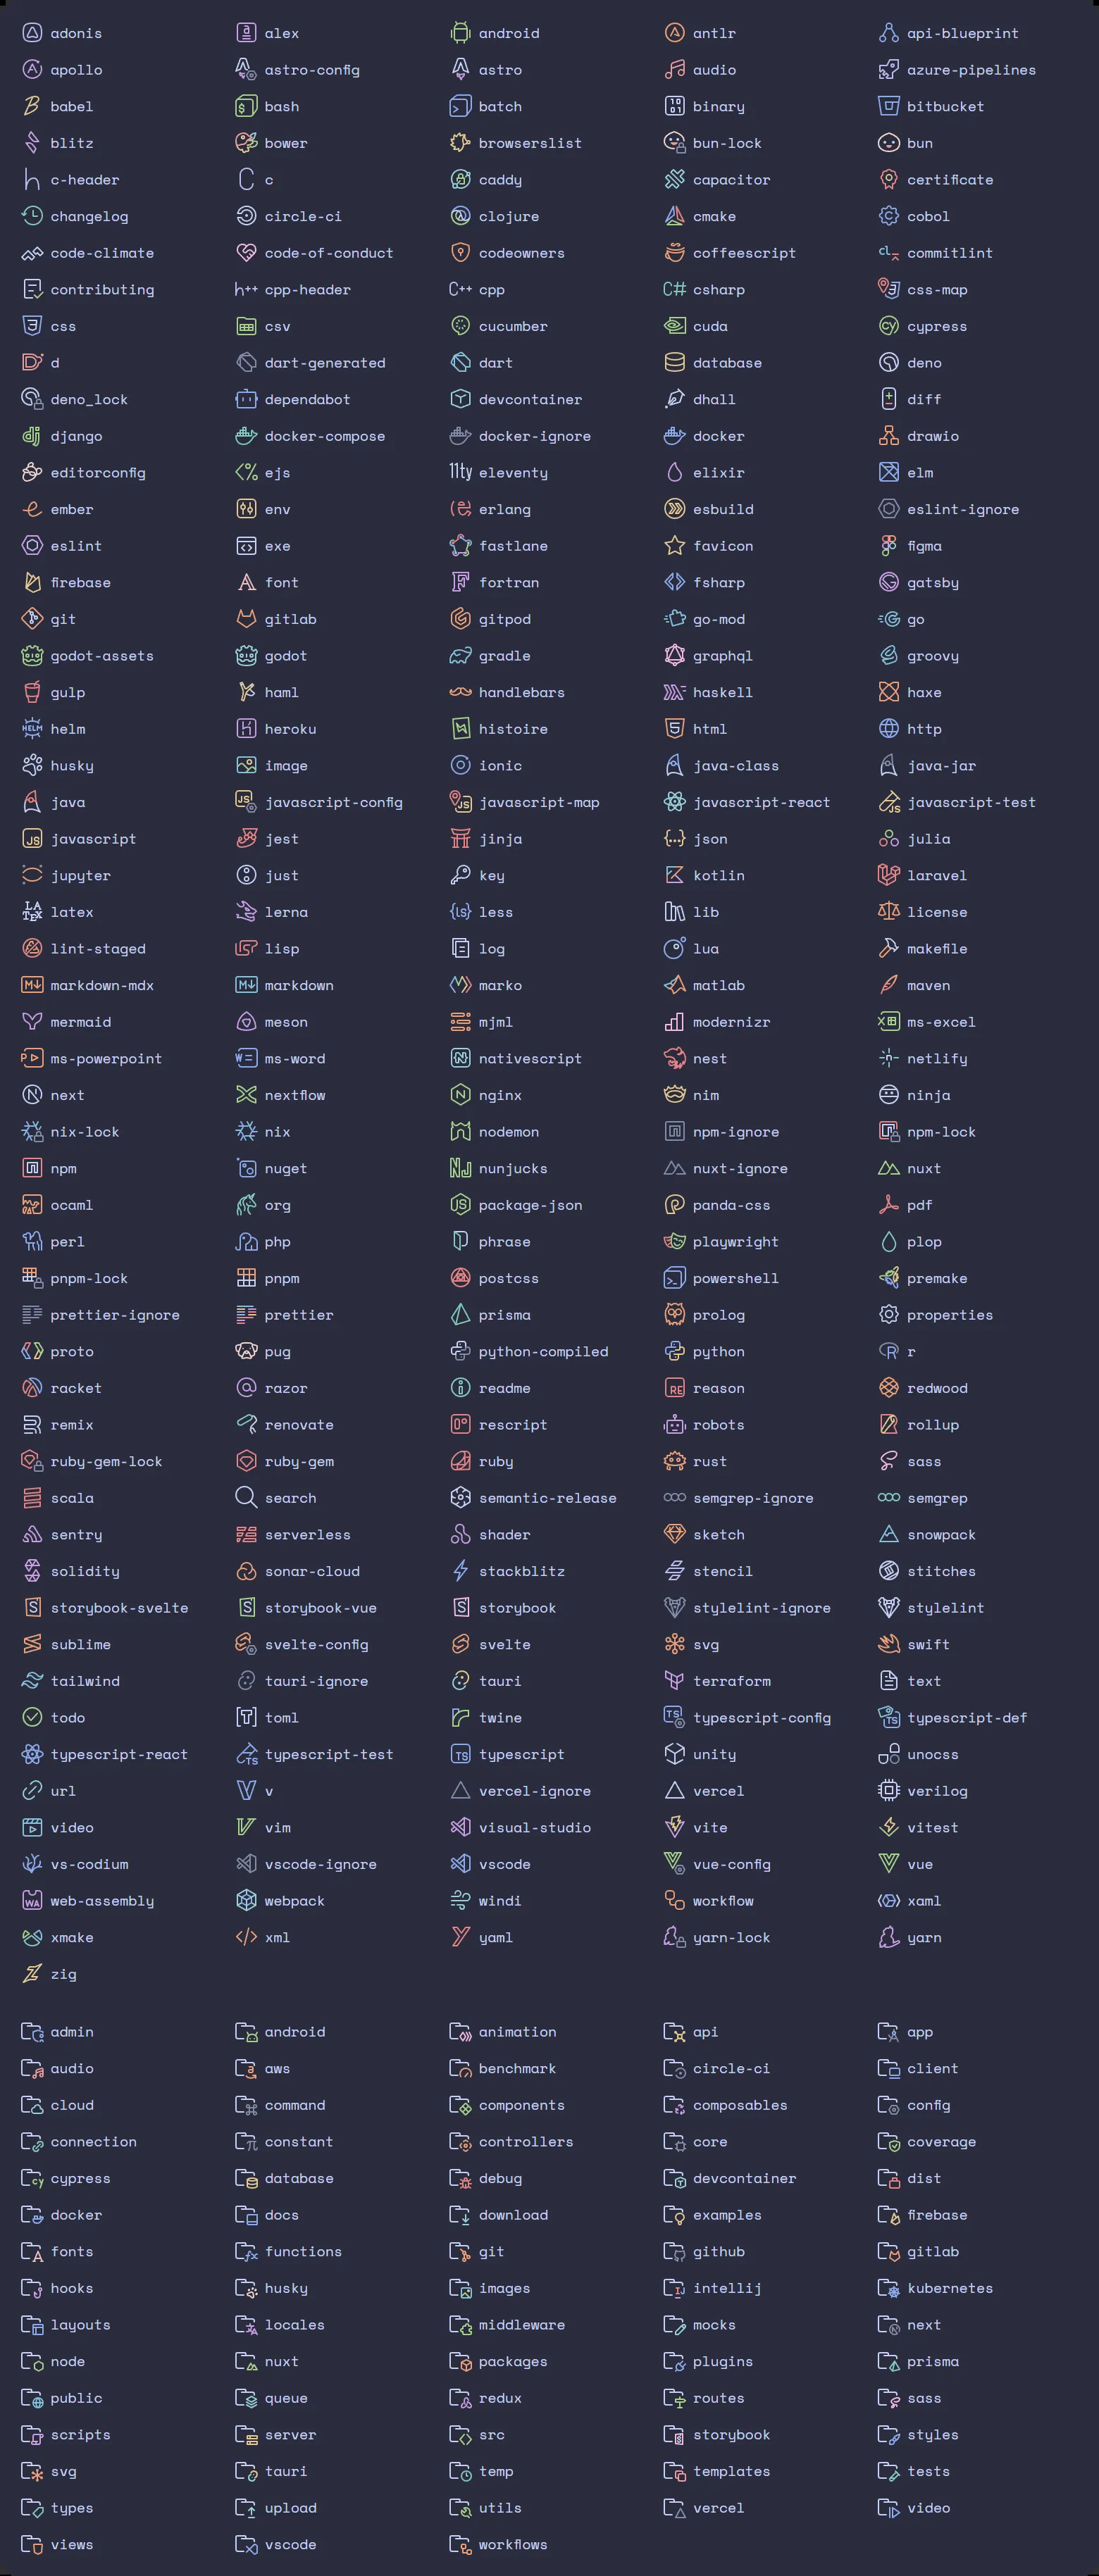 adonis alex android antlr api-blueprint
apollo astro-config astro audio azure-pipelines
babel bash batch binary bitbucket
blitz bower browserslist bun-lock bun
c-header c caddy capacitor certificate
changelog circle-ci clojure cmake cobol
code-climate code-of-conduct codeowners coffeescript commitlint
contributing cpp-header cpp csharp css-map
css csv cucumber cuda cypress
d dart-generated dart database deno
deno_lock dependabot devcontainer dhall diff
django docker-compose docker-ignore docker drawio
editorconfig ejs eleventy elixir elm
ember env erlang esbuild eslint-ignore
eslint exe fastlane favicon figma
firebase font fortran fsharp gatsby
git gitlab gitpod go-mod go
godot-assets godot gradle graphql groovy
gulp haml handlebars haskell haxe
helm heroku histoire html http
husky image ionic java-class java-jar
java javascript-config javascript-map javascript-react javascript-test
javascript jest jinja json julia
jupyter just key kotlin laravel
latex lerna less lib license
lint-staged lisp log lua makefile
markdown-mdx markdown marko matlab maven
mermaid meson mjml modernizr ms-excel
ms-powerpoint ms-word nativescript nest netlify
next nextflow nginx nim ninja
nix-lock nix nodemon npm-ignore npm-lock
npm nuget nunjucks nuxt-ignore nuxt
ocaml org package-json panda-css pdf
perl php phrase playwright plop
pnpm-lock pnpm postcss powershell premake
prettier-ignore prettier prisma prolog properties
proto pug python-compiled python r
racket razor readme reason redwood
remix renovate rescript robots rollup
ruby-gem-lock ruby-gem ruby rust sass
scala search semantic-release semgrep-ignore semgrep
sentry serverless shader sketch snowpack
solidity sonar-cloud stackblitz stencil stitches
storybook-svelte storybook-vue storybook stylelint-ignore stylelint
sublime svelte-config svelte svg swift
tailwind tauri-ignore tauri terraform text
todo toml twine typescript-config typescript-def
typescript-react typescript-test typescript unity unocss
url v vercel-ignore vercel verilog
video vim visual-studio vite vitest
vs-codium vscode-ignore vscode vue-config vue
web-assembly webpack windi workflow xaml
xmake xml yaml yarn-lock yarn
zig
admin android animation api app
audio aws benchmark circle-ci client
cloud command components composables config
connection constant controllers core coverage
cypress database debug devcontainer dist
docker docs download examples firebase
fonts functions git github gitlab
hooks husky images intellij kubernetes
layouts locales middleware mocks next
node nuxt packages plugins prisma
public queue redux routes sass
scripts server src storybook styles
svg tauri temp templates tests
types upload utils vercel video
views vscode workflows